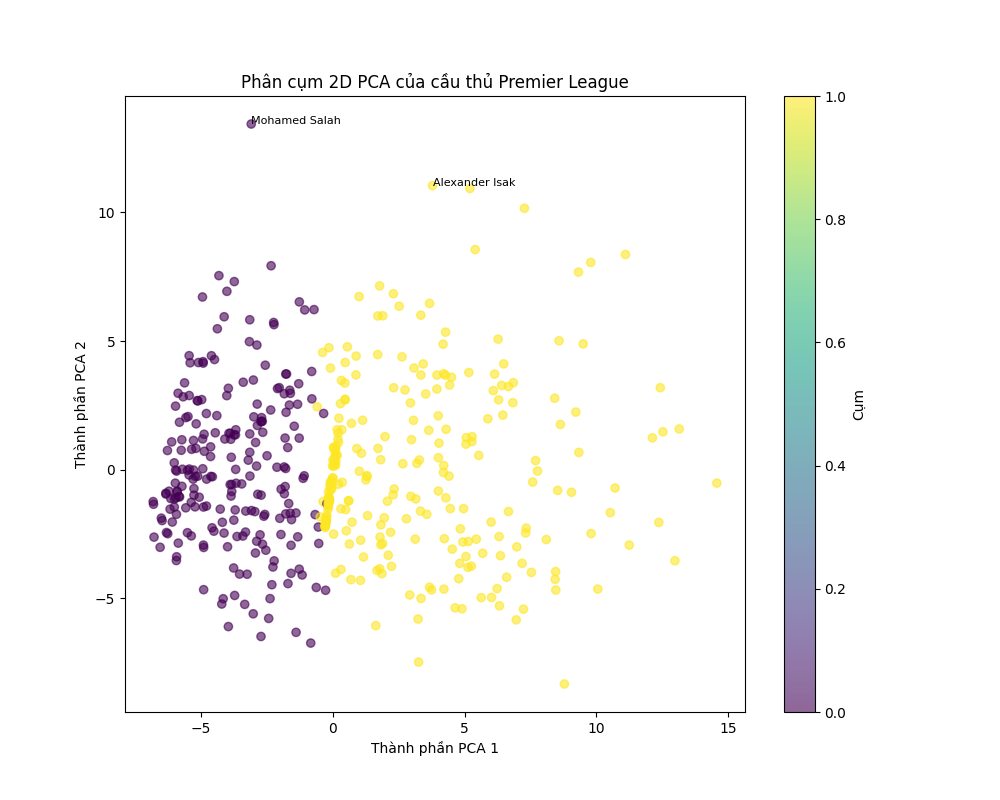 Phân cụm 2D PCA của cầu thủ Premier League
Mohamed Salah
Alexander Isak
10
5
0
−5
Thành phần PCA 2
−5
0
5
10
15
Thành phần PCA 1
1.0
0.8
0.6
0.4
0.2
0.0
Cụm